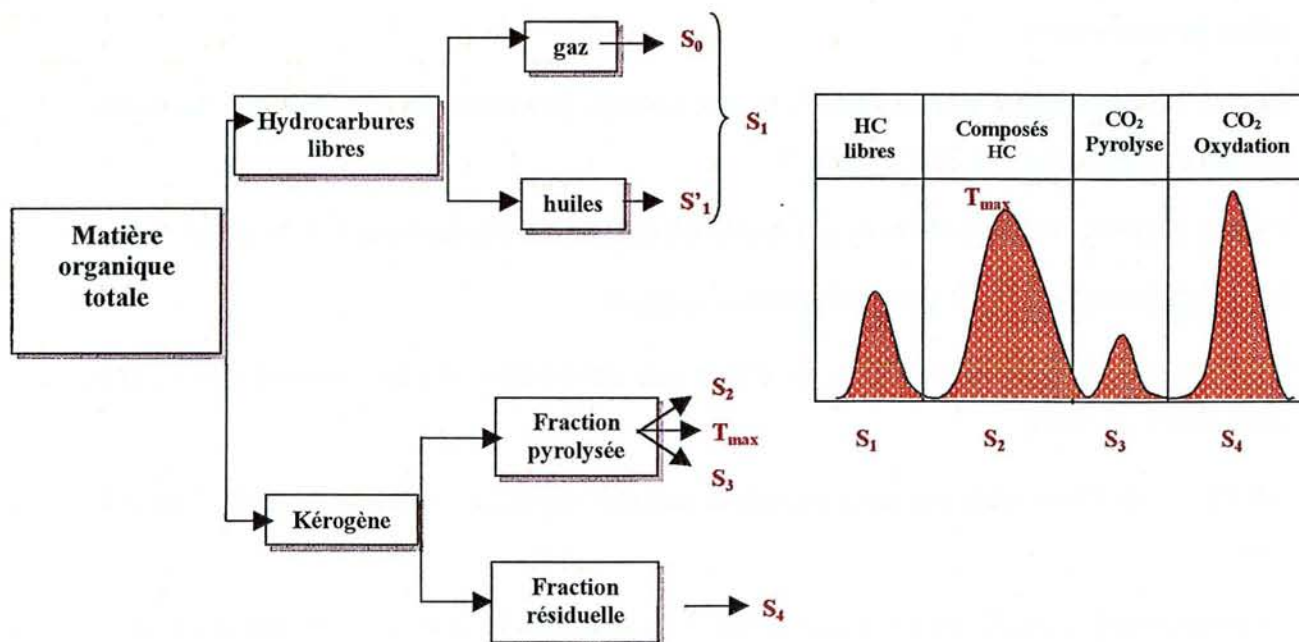 gaz
S₀
Hydrocarbures
libres
S₁
huiles
S'₁
Matière
organique
totale
Fraction
pyrolysée
S₂
Tmax
S₃
Kérogène
Fraction
résiduelle
S₄
HC
libres
Composés
HC
CO₂
Pyrolyse
CO₂
Oxydation
Tmax
S₁
S₂
S₃
S₄